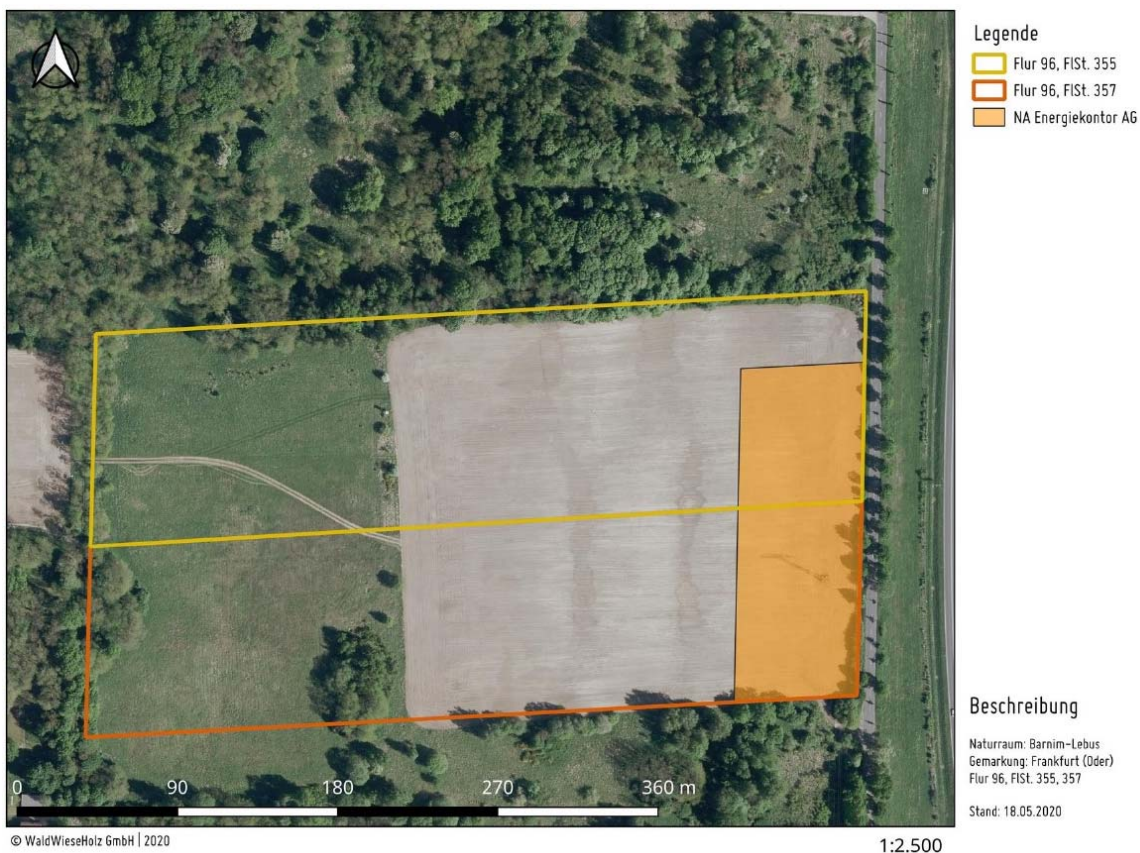 Legende
Flur 96, FlSt. 355
Flur 96, FlSt. 357
NA Energiekontor AG
0 90 180 270 360 m
Beschreibung
Naturraum: Barnim-Lebus
Gemarkung: Frankfurt (Oder)
Flur 96, FlSt. 355, 357
Stand: 18.05.2020
© WaldWieseHolz GmbH | 2020
1:2.500